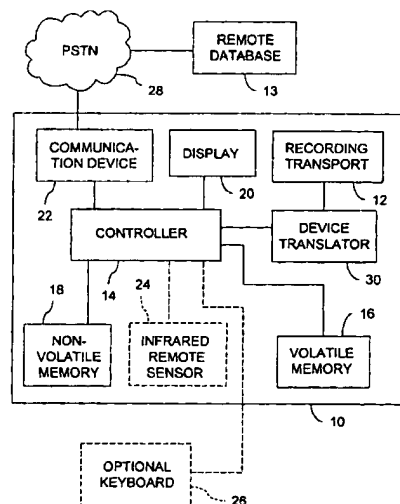 PSTN
REMOTE
DATABASE
28
13
COMMUNICA-
TION DEVICE
DISPLAY
RECORDING
TRANSPORT
22
20
12
CONTROLLER
DEVICE
TRANSLATOR
14
30
18
24
16
NON-
VOLATILE
MEMORY
INFRARED
REMOTE
SENSOR
VOLATILE
MEMORY
10
OPTIONAL
KEYBOARD
26